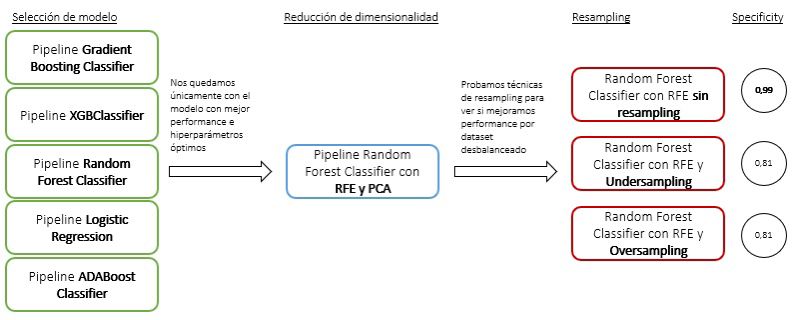 Selección de modelo
Pipeline Gradient
Boosting Classifier
Pipeline XGBClassifier
Pipeline Random
Forest Classifier
Pipeline Logistic
Regression
Pipeline ADABoost
Classifier
Nos quedamos
únicamente con el
modelo con mejor
performance e
hiperparámetros
óptimos
Reducción de dimensionalidad
Pipeline Random
Forest Classifier con
RFE y PCA
Probamos técnicas
de resampling para
ver si mejoramos
performance por
dataset
desbalanceado
Resampling
Random Forest
Classifier con RFE sin
resampling
Random Forest
Classifier con RFE y
Undersampling
Random Forest
Classifier con RFE y
Oversampling
Specificity
0,99
0,81
0,81